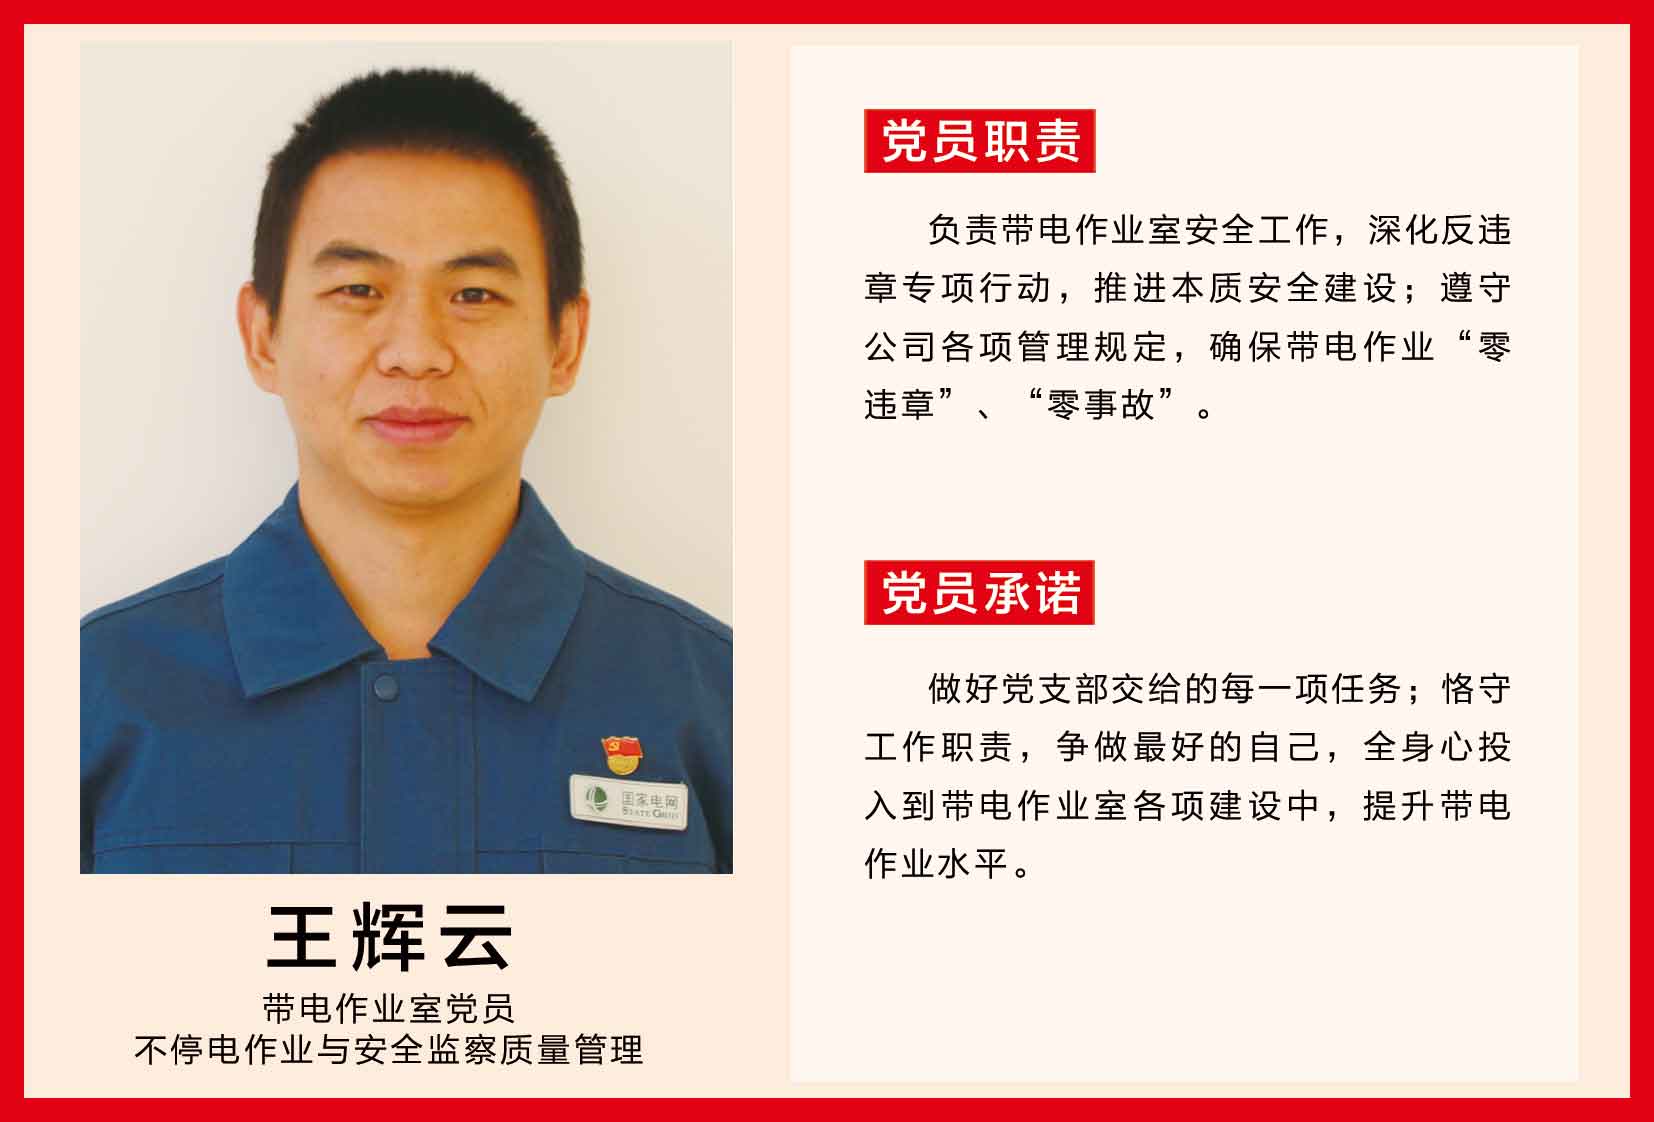 党员职责
负责带电作业室安全工作，深化反违
章专项行动，推进本质安全建设；遵守
公司各项管理规定，确保带电作业“零
违章”、“零事故”。
党员承诺
做好党支部交给的每一项任务；恪守
工作职责，争做最好的自己，全身心投
入到带电作业室各项建设中，提升带电
作业水平。
国家电网
STATE GRID
王辉云
带电作业室党员
不停电作业与安全监察质量管理